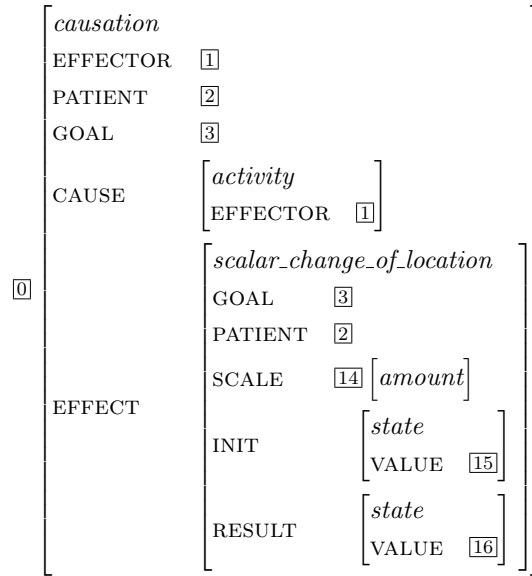 causation
EFFECTOR 1
PATIENT 2
GOAL 3
CAUSE
activity
EFFECTOR 1
0
EFFECT
scalar_change_of_location
GOAL 3
PATIENT 2
SCALE 14 [amount]
INIT
state
VALUE 15
RESULT
state
VALUE 16